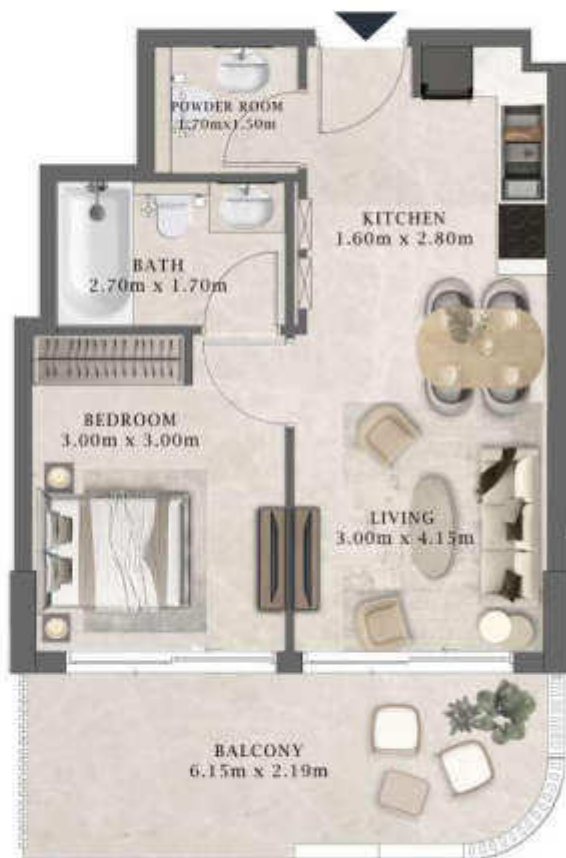 POWDER ROOM
1.70mx1.50m
KITCHEN
1.60m x 2.80m
BATH
2.70m x 1.70m
BEDROOM
3.00m x 3.00m
LIVING
3.00m x 4.15m
BALCONY
6.15m x 2.19m